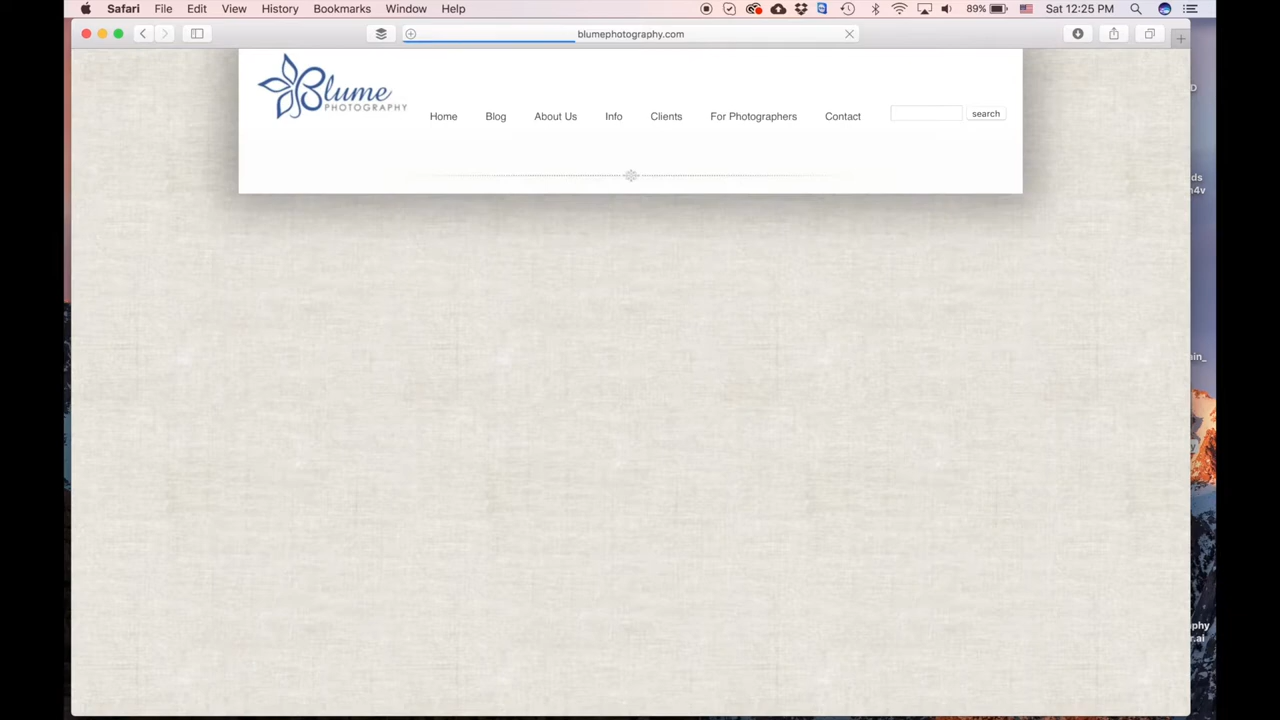 Safari File Edit View History Bookmarks Window Help 89% Sat 12:25 PM
blumephotography.com
Blume
PHOTOGRAPHY
Home Blog About Us Info Clients For Photographers Contact search